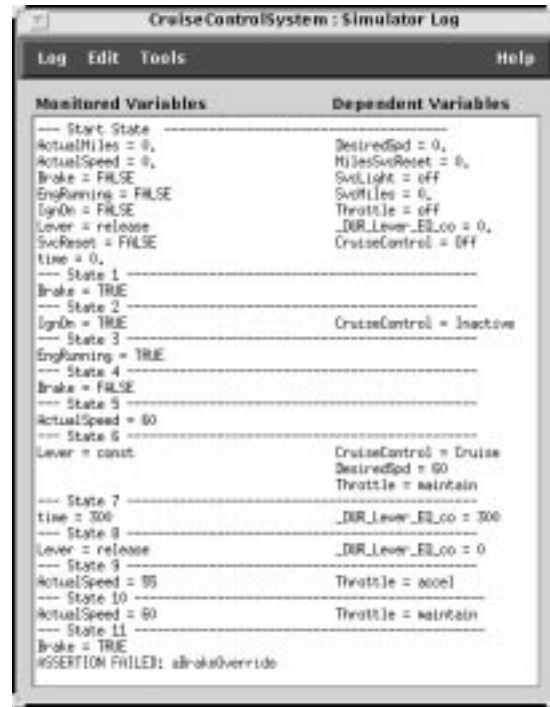 CruiseControlSystem : Simulator Log
Log Edit Tools Help
Monitored Variables Dependent Variables
--- Start State ---
ActualMiles = 0. DesiredSpd = 0.
ActualSpeed = 0. MilesSvcReset = 0.
Brake = FALSE SvcLight = off
EngRunning = FALSE SvcMiles = 0.
IgnOn = FALSE Throttle = off
Lever = release _DUR_Lever_EQ_co = 0.
SvcReset = FALSE CruiseControl = Off
time = 0.
--- State 1 ---
Brake = TRUE
--- State 2 ---
IgnOn = TRUE CruiseControl = Inactive
--- State 3 ---
EngRunning = TRUE
--- State 4 ---
Brake = FALSE
--- State 5 ---
ActualSpeed = 60
--- State 6 ---
Lever = const CruiseControl = Cruise
DesiredSpd = 60
Throttle = maintain
--- State 7 ---
time = 300 _DUR_Lever_EQ_co = 300
--- State 8 ---
Lever = release _DUR_Lever_EQ_co = 0
--- State 9 ---
ActualSpeed = 55 Throttle = accel
--- State 10 ---
ActualSpeed = 60 Throttle = maintain
--- State 11 ---
Brake = TRUE
ASSERTION FAILED: aBrakeOverride